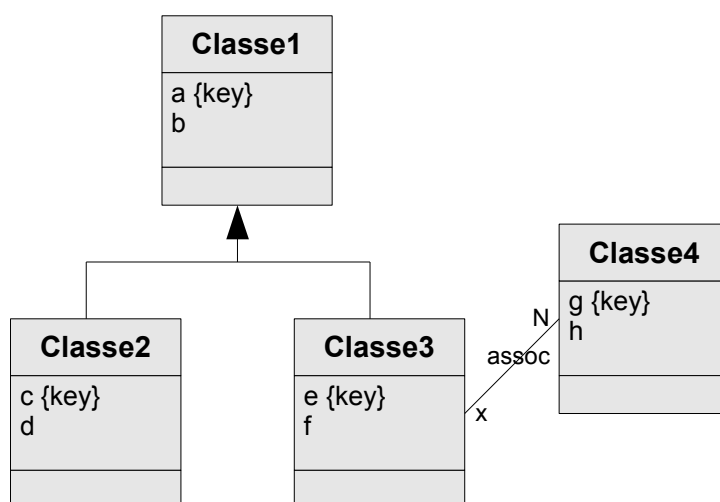 Classe1
a {key}
b
Classe4
g {key}
h
N
assoc
x
Classe2
c {key}
d
Classe3
e {key}
f